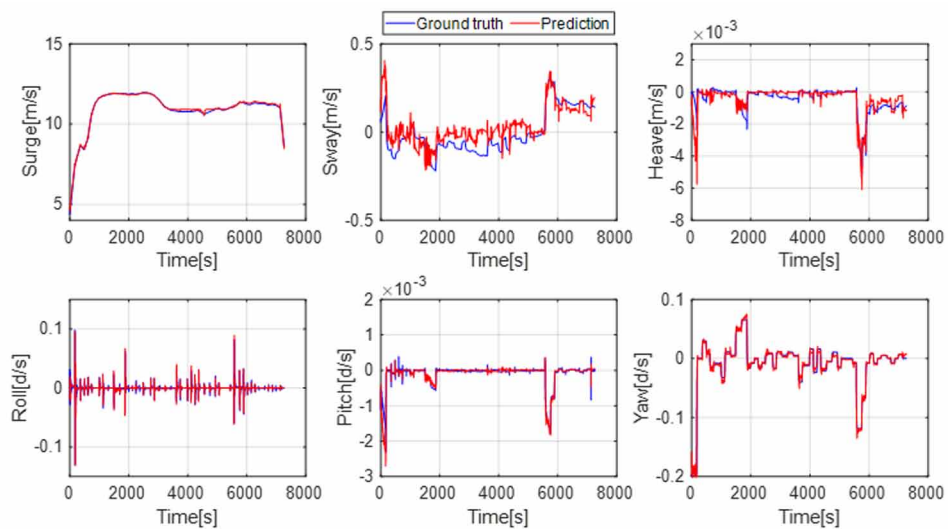 Ground truth Prediction
15
10
5
Surge[m/s]
0 2000 4000 6000 8000
Time[s]
0.5
0
-0.5
Sway[m/s]
0 2000 4000 6000 8000
Time[s]
×10⁻³
2
0
-2
-4
-6
-8
Heave[m/s]
0 2000 4000 6000 8000
Time[s]
0.1
0
-0.1
Roll[d/s]
0 2000 4000 6000 8000
Time[s]
×10⁻³
2
1
0
-1
-2
-3
Pitch[d/s]
0 2000 4000 6000 8000
Time[s]
0.1
0
-0.1
-0.2
Yaw[d/s]
0 2000 4000 6000 8000
Time[s]